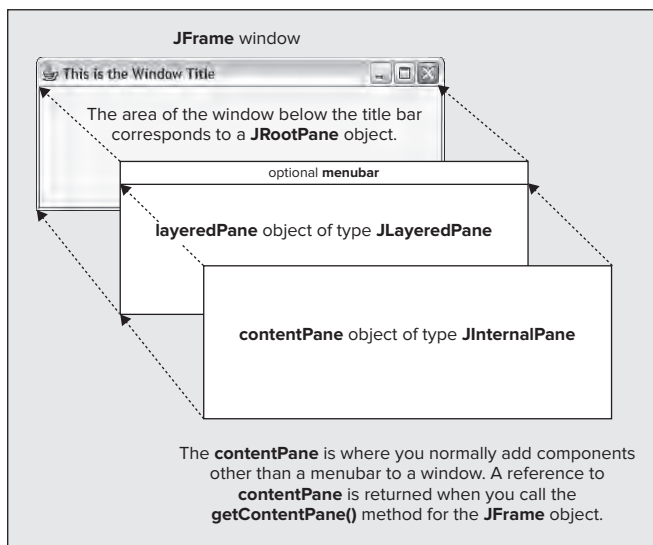 JFrame window
This is the Window Title
The area of the window below the title bar
corresponds to a JRootPane object.
optional menubar
layeredPane object of type JLayeredPane
contentPane object of type JInternalPane
The contentPane is where you normally add components
other than a menubar to a window. A reference to
contentPane is returned when you call the
getContentPane() method for the JFrame object.